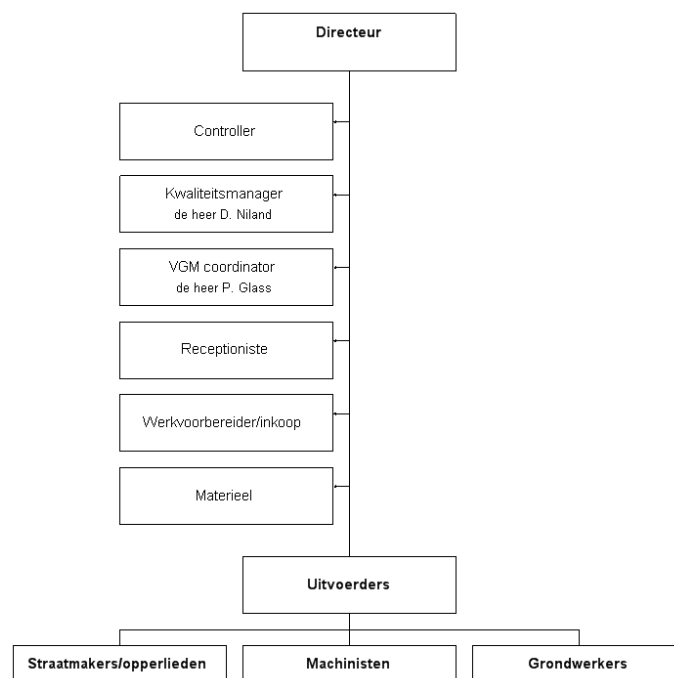 Directeur
Controller
Kwaliteitsmanager
de heer D. Niland
VGM coordinator
de heer P. Glass
Receptioniste
Werkvoorbereider/inkoop
Materieel
Uitvoerders
Straatmakers/opperlieden
Machinisten
Grondwerkers